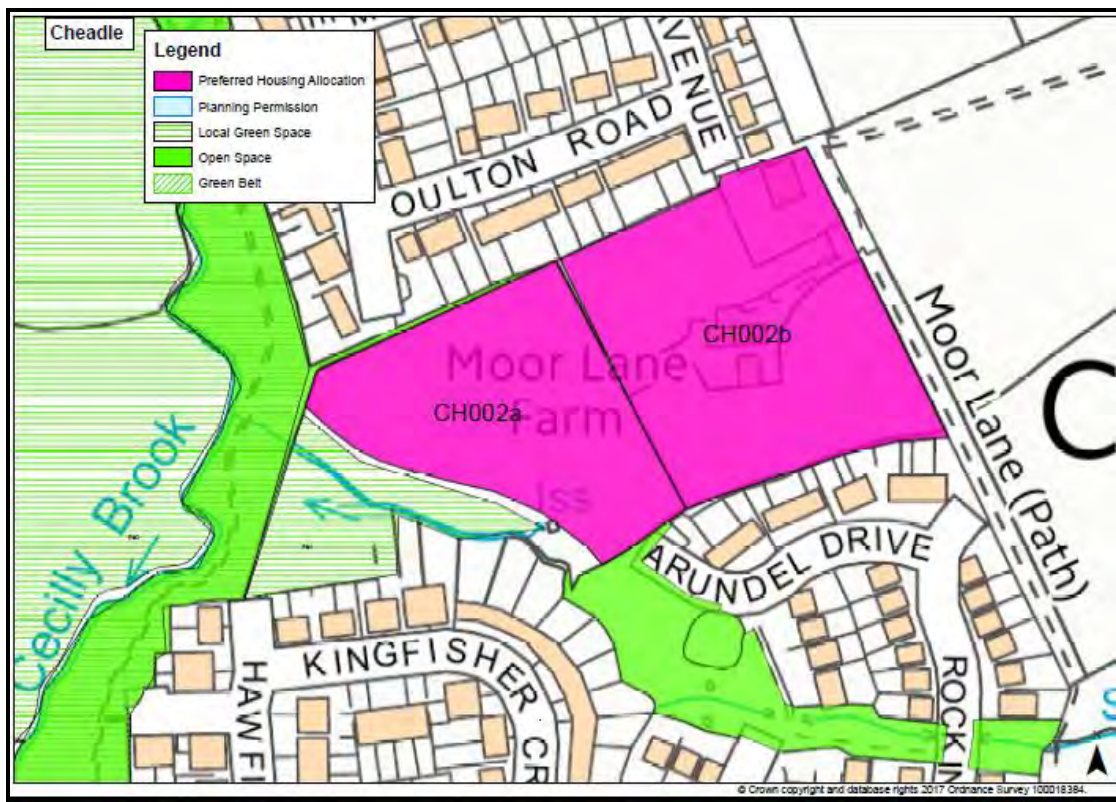 Cheadle
Legend
Preferred Housing Allocation
Planning Permission
Local Green Space
Open Space
Green Belt
AVENUE
OULTON ROAD
CH002b
Moor Lane
Farm
CH002a
Iss
Moor Lane (Path)
C
Cecilly Brook
ARUNDEL DRIVE
KINGFISHER CR
HAWFI
ROCKIN
© Crown copyright and database rights 2017 Ordnance Survey 100018384.